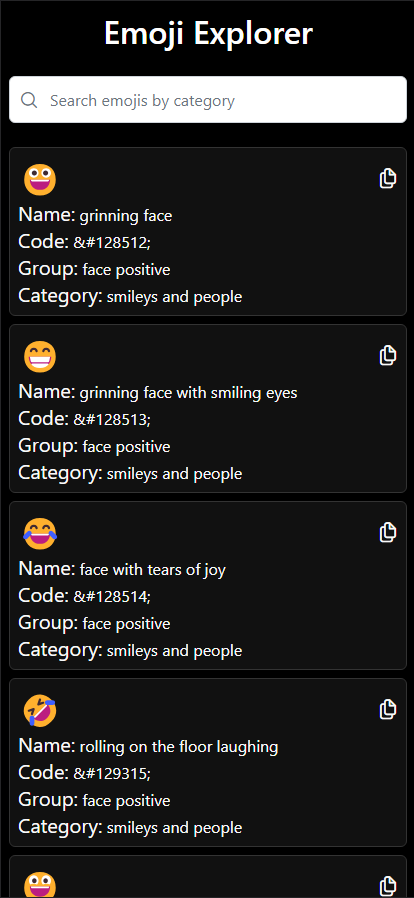 Emoji Explorer
Search emojis by category
Name: grinning face
Code: &#128512;
Group: face positive
Category: smileys and people
Name: grinning face with smiling eyes
Code: &#128513;
Group: face positive
Category: smileys and people
Name: face with tears of joy
Code: &#128514;
Group: face positive
Category: smileys and people
Name: rolling on the floor laughing
Code: &#129315;
Group: face positive
Category: smileys and people